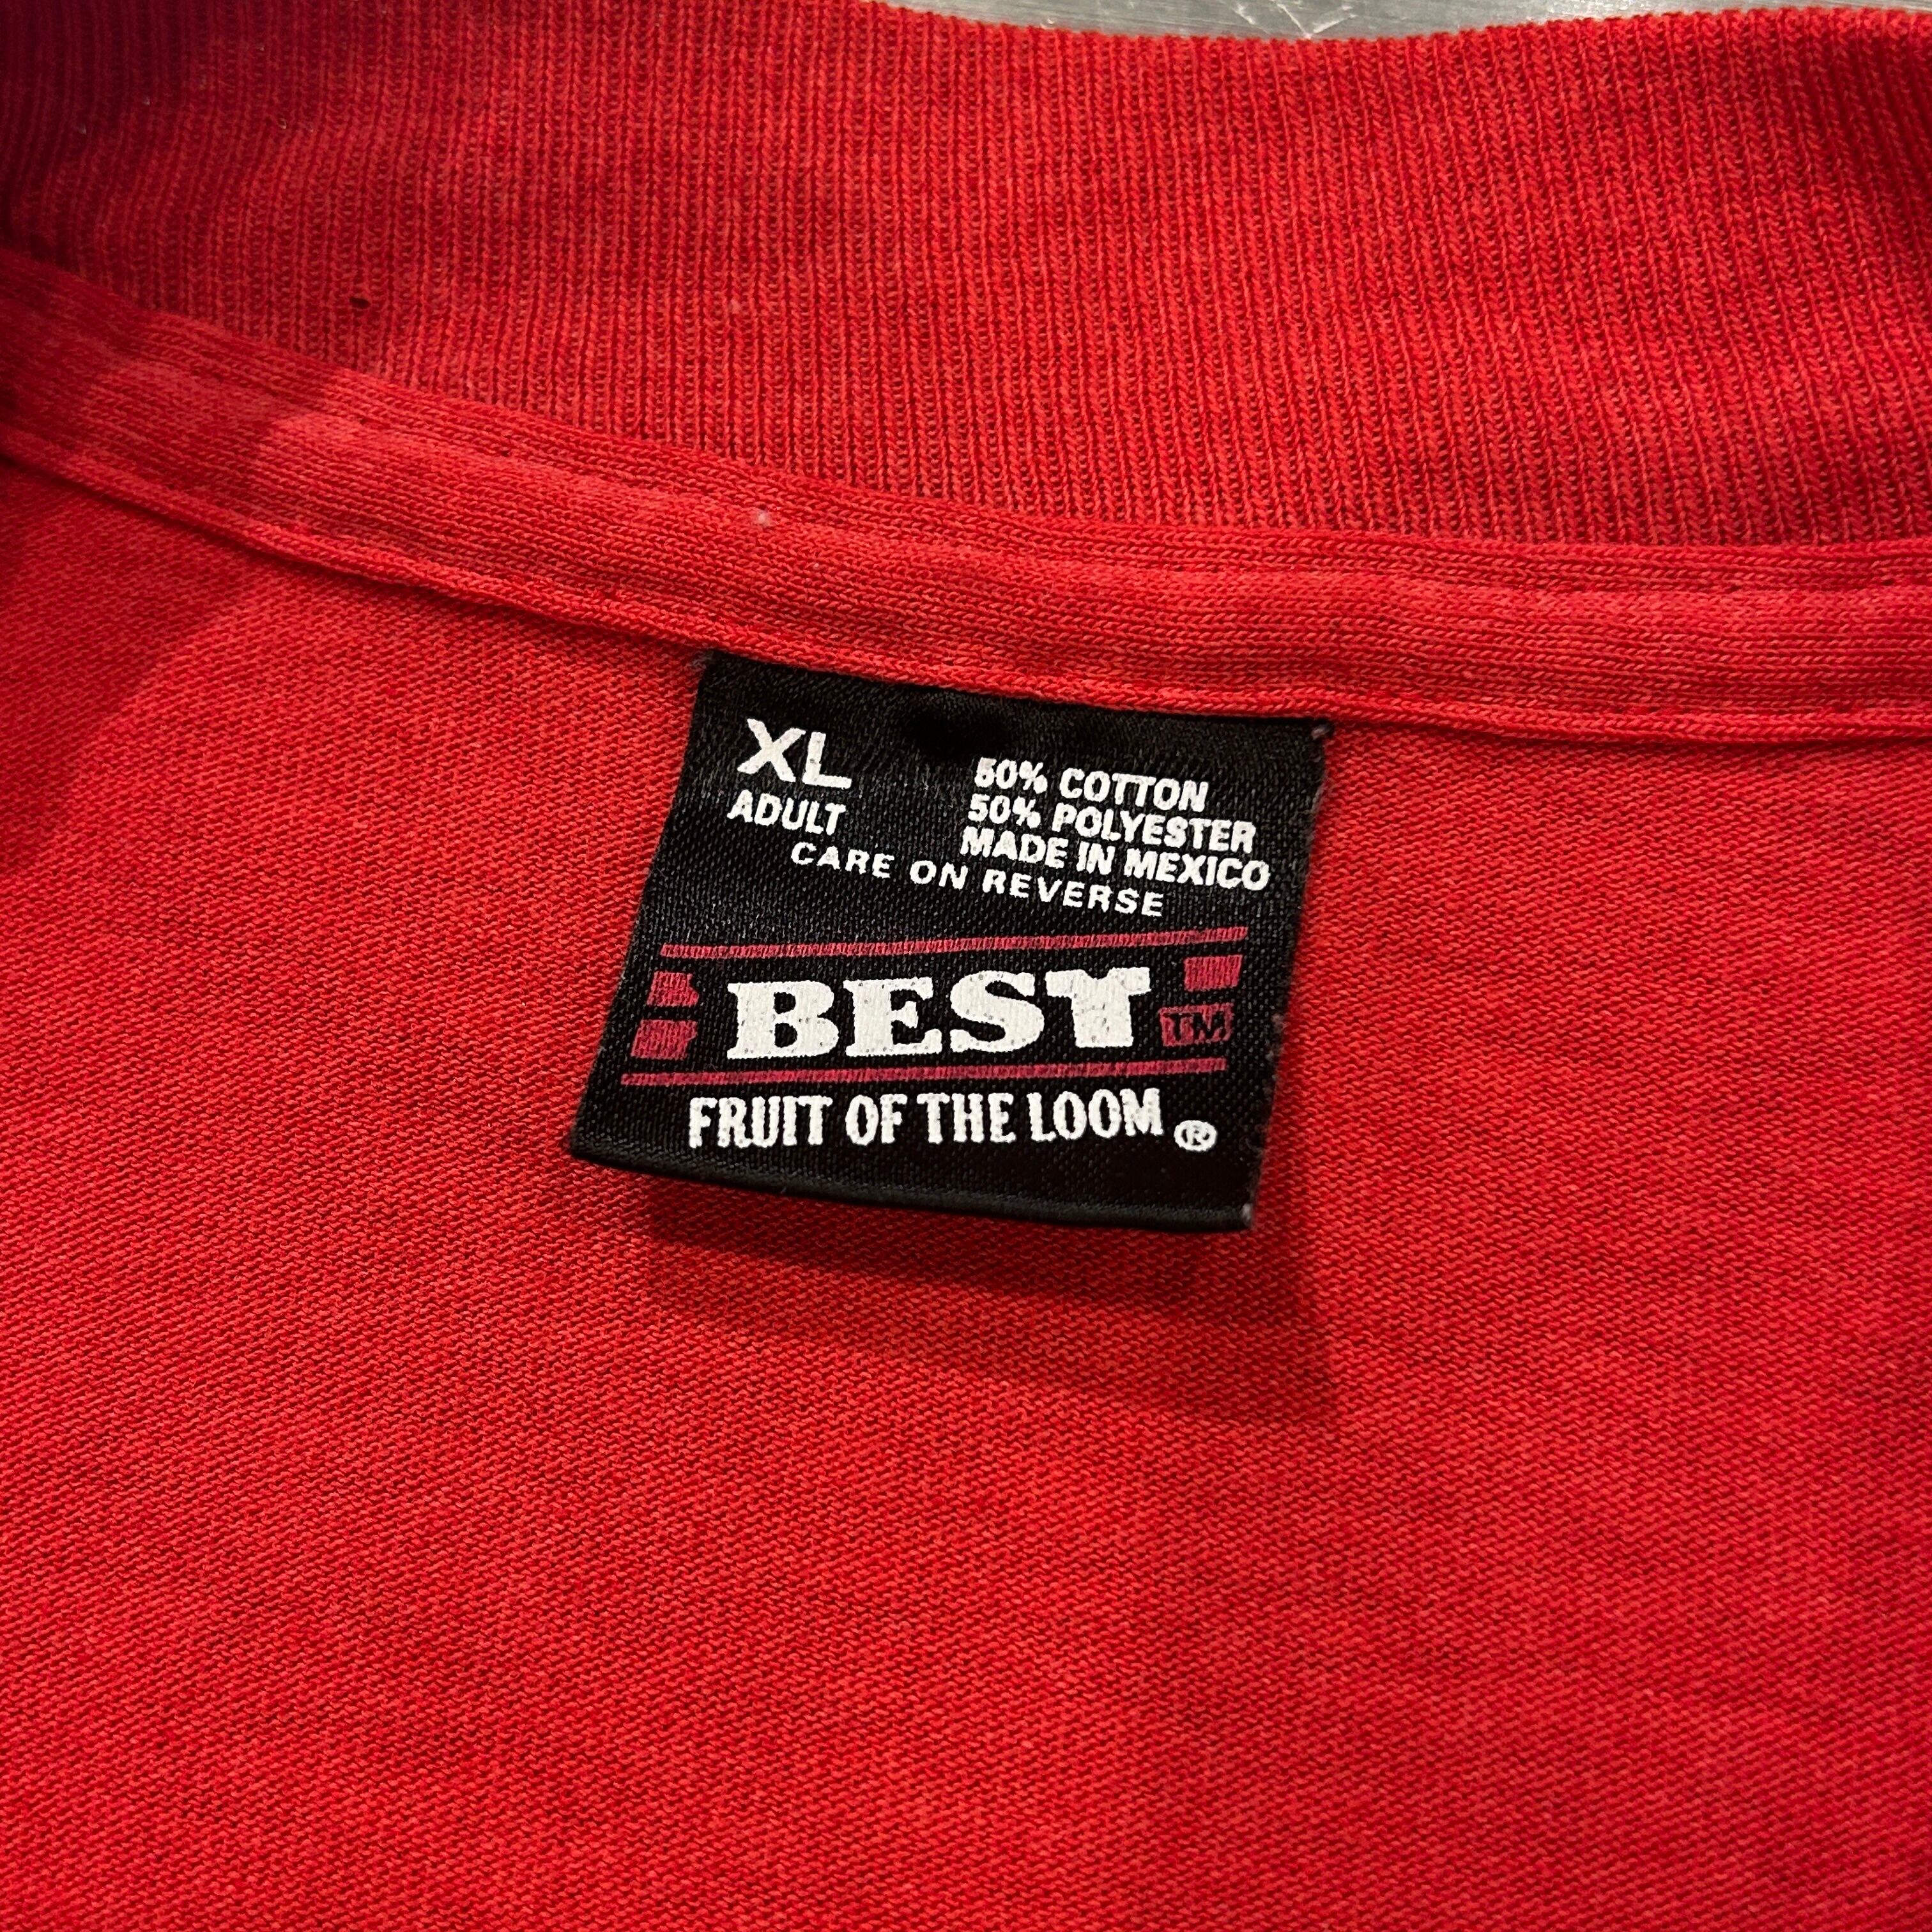 XL
ADULT
50% COTTON
50% POLYESTER
MADE IN MEXICO
CARE ON REVERSE
BEST TM
FRUIT OF THE LOOM ®